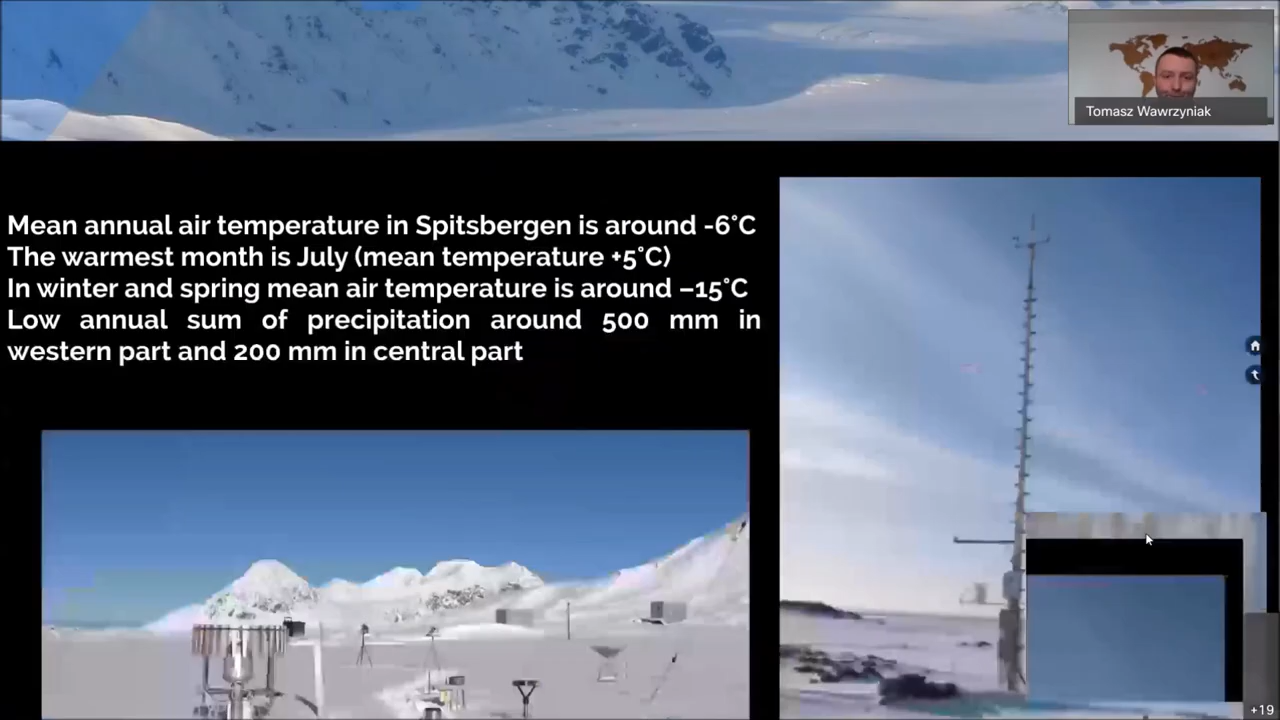 Tomasz Wawrzyniak
Mean annual air temperature in Spitsbergen is around -6°C
The warmest month is July (mean temperature +5°C)
In winter and spring mean air temperature is around –15°C
Low annual sum of precipitation around 500 mm in
western part and 200 mm in central part
+19